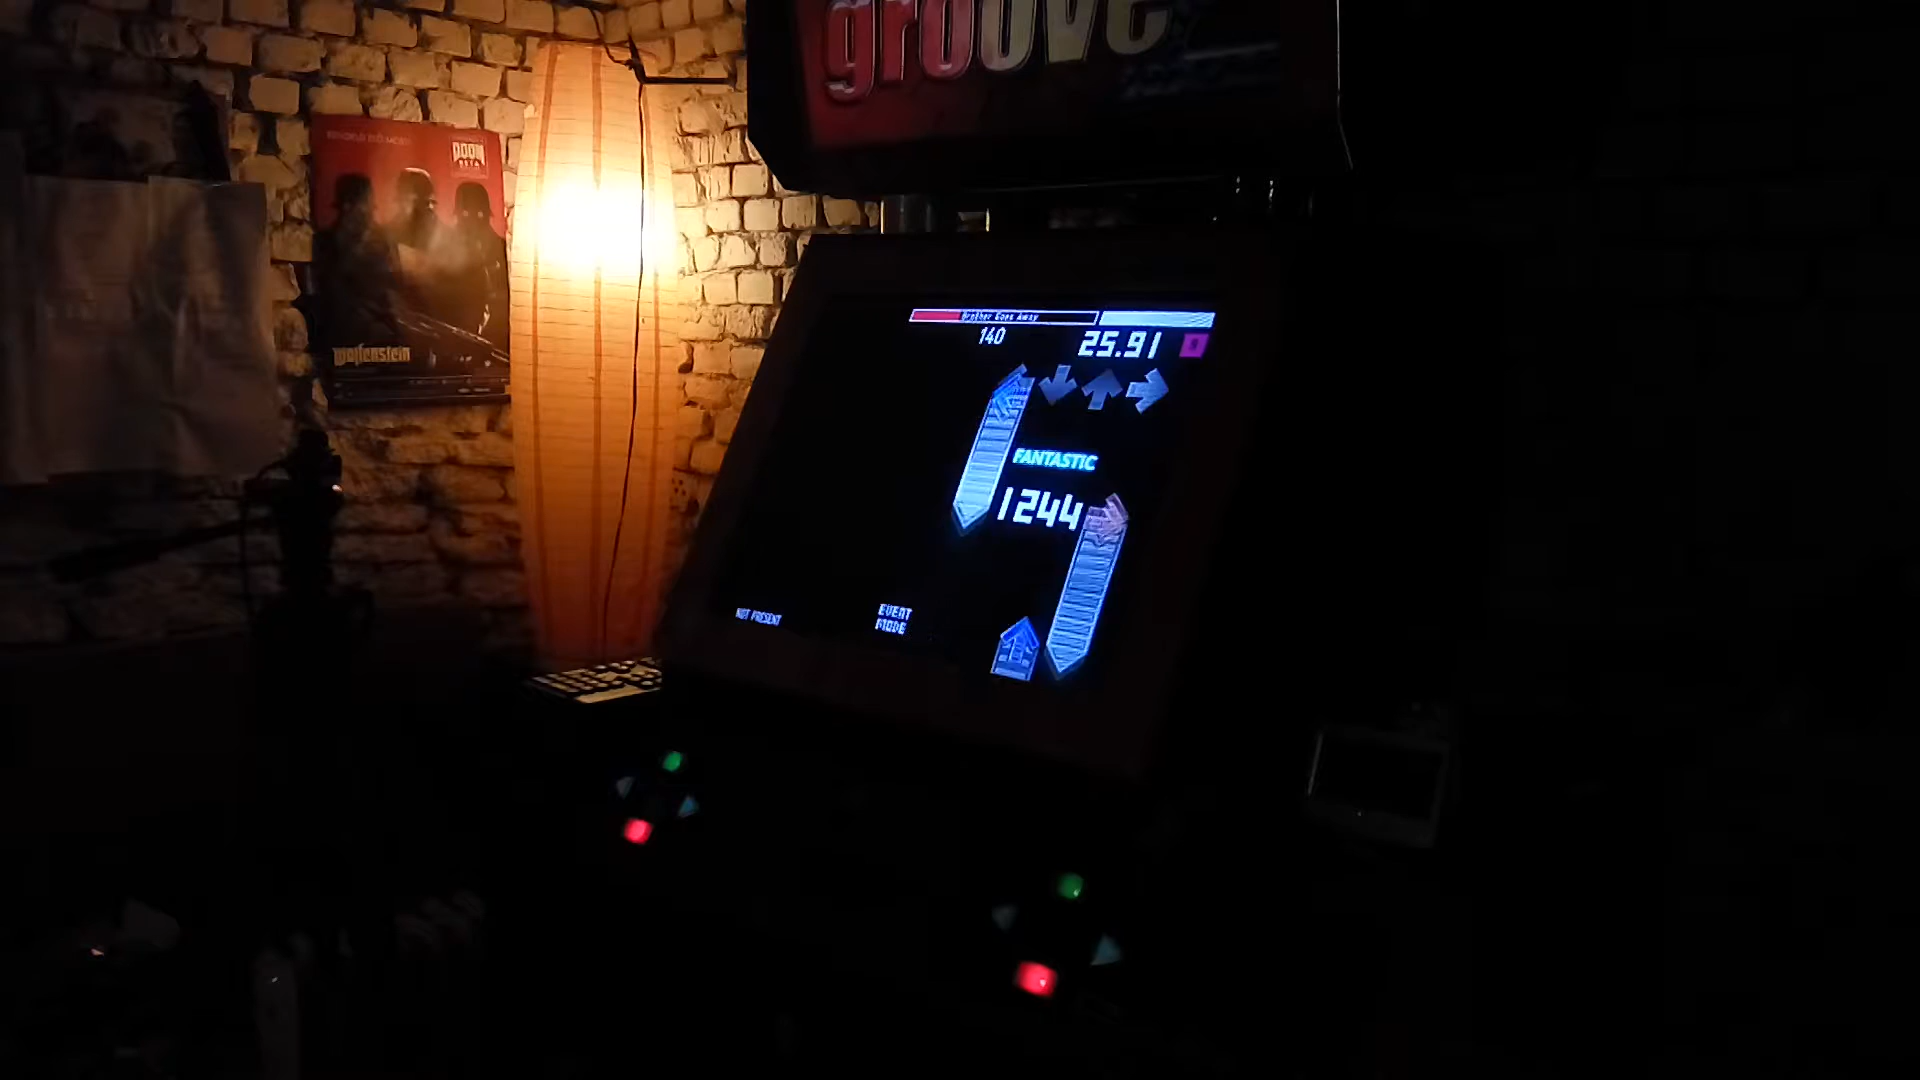 groove
DOOM
Wolfenstein
Brother Goes Away
140
25.91
FANTASTIC
1244
NOT PRESENT
EVENT
MODE